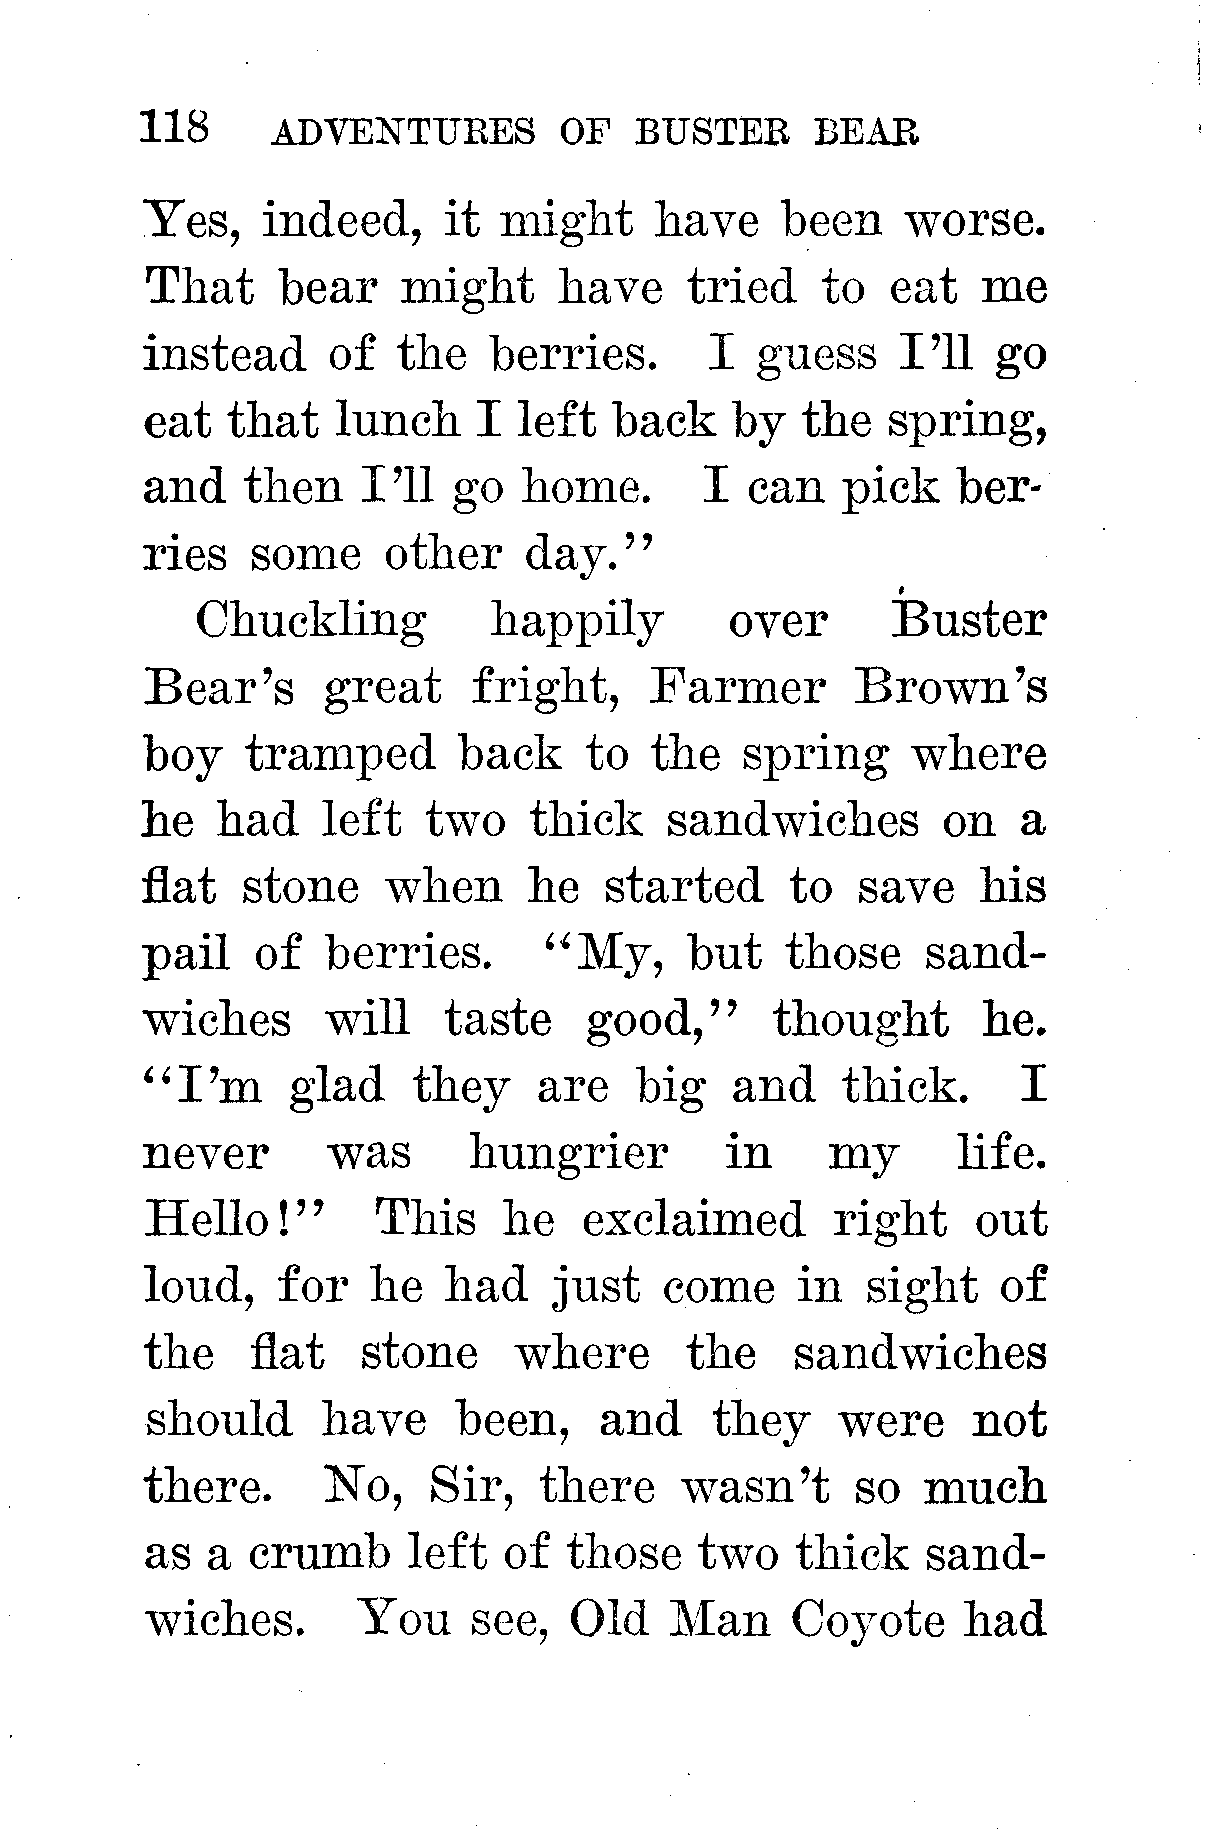 118 ADVENTURES OF BUSTER BEAR
Yes, indeed, it might have been worse.
That bear might have tried to eat me
instead of the berries. I guess I'll go
eat that lunch I left back by the spring,
and then I'll go home. I can pick ber-
ries some other day."
Chuckling happily over Buster
Bear's great fright, Farmer Brown's
boy tramped back to the spring where
he had left two thick sandwiches on a
flat stone when he started to save his
pail of berries. "My, but those sand-
wiches will taste good," thought he.
"I'm glad they are big and thick. I
never was hungrier in my life.
Hello!" This he exclaimed right out
loud, for he had just come in sight of
the flat stone where the sandwiches
should have been, and they were not
there. No, Sir, there wasn't so much
as a crumb left of those two thick sand-
wiches. You see, Old Man Coyote had